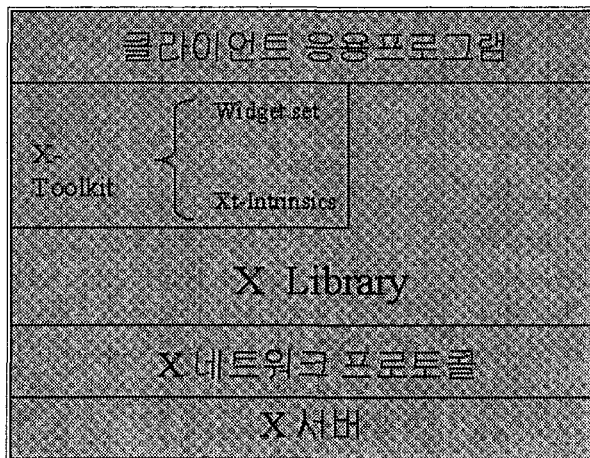 클라이언트 응용프로그램
Widget set
X-
Toolkit
Xt-Intrinsics
X Library
X 네트워크 프로토콜
X 서버